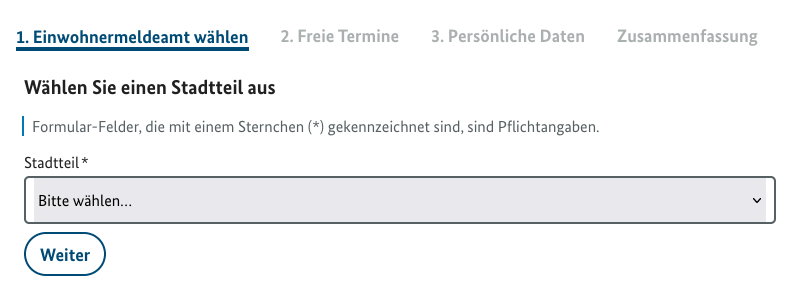 1. Einwohnermeldeamt wählen 2. Freie Termine 3. Persönliche Daten Zusammenfassung
Wählen Sie einen Stadtteil aus
Formular-Felder, die mit einem Sternchen (*) gekennzeichnet sind, sind Pflichtangaben.
Stadtteil*
Bitte wählen...
Weiter